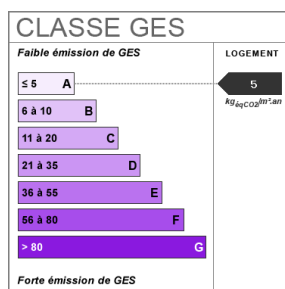 CLASSE GES
Faible émission de GES
LOGEMENT
≤ 5 A
5
kgéqCO2/m².an
6 à 10 B
11 à 20 C
21 à 35 D
36 à 55 E
56 à 80 F
> 80 G
Forte émission de GES